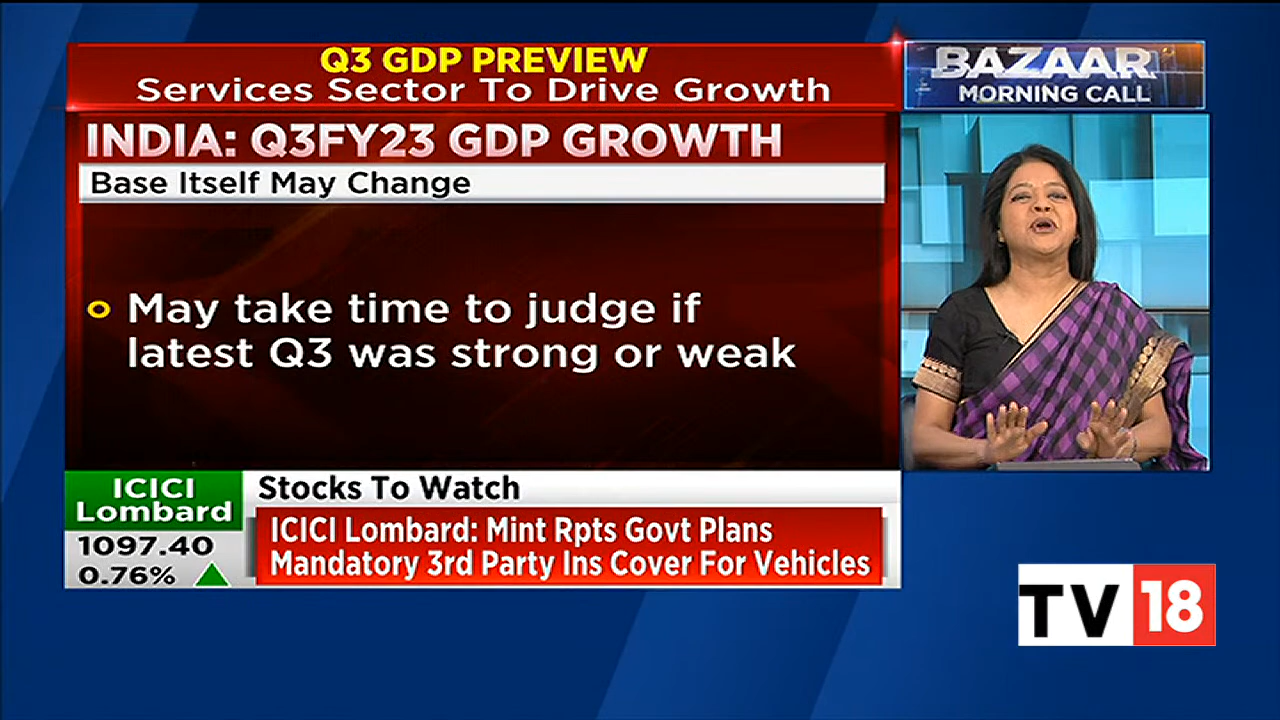 Q3 GDP PREVIEW
Services Sector To Drive Growth
BAZAAR
MORNING CALL
INDIA: Q3FY23 GDP GROWTH
Base Itself May Change
May take time to judge if
latest Q3 was strong or weak
ICICI
Lombard
1097.40
0.76%
Stocks To Watch
ICICI Lombard: Mint Rpts Govt Plans
Mandatory 3rd Party Ins Cover For Vehicles
TV18